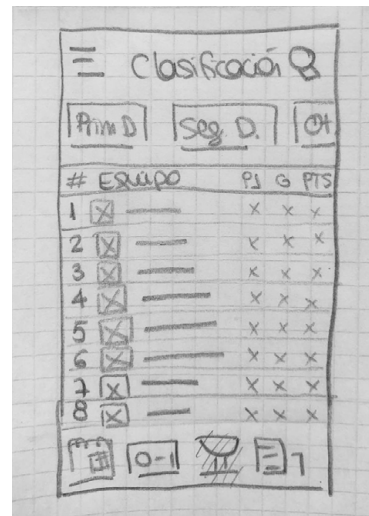 Clasificación
Prim D Seg. D. Ot
# Equipo PJ G PTS
1 X X X X
2 X X X X
3 X X X X
4 X X X X
5 X X X X
6 X X X X
7 X X X X
8 X X X X
# 0-1